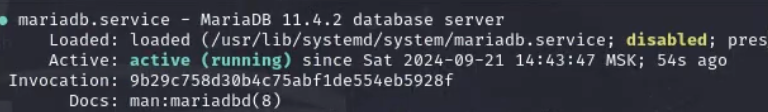 ● mariadb.service - MariaDB 11.4.2 database server
Loaded: loaded (/usr/lib/systemd/system/mariadb.service; disabled; pres
Active: active (running) since Sat 2024-09-21 14:43:47 MSK; 54s ago
Invocation: 9b29c758d30b4c75abf1de554eb5928f
Docs: man:mariadbd(8)